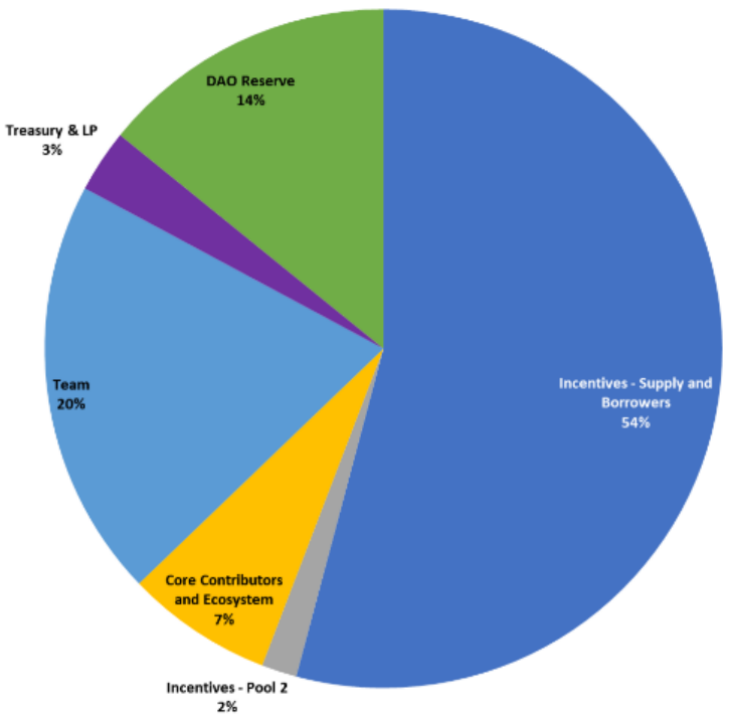 DAO Reserve
14%
Treasury & LP
3%
Incentives - Supply and
Borrowers
54%
Team
20%
Core Contributors
and Ecosystem
7%
Incentives - Pool 2
2%